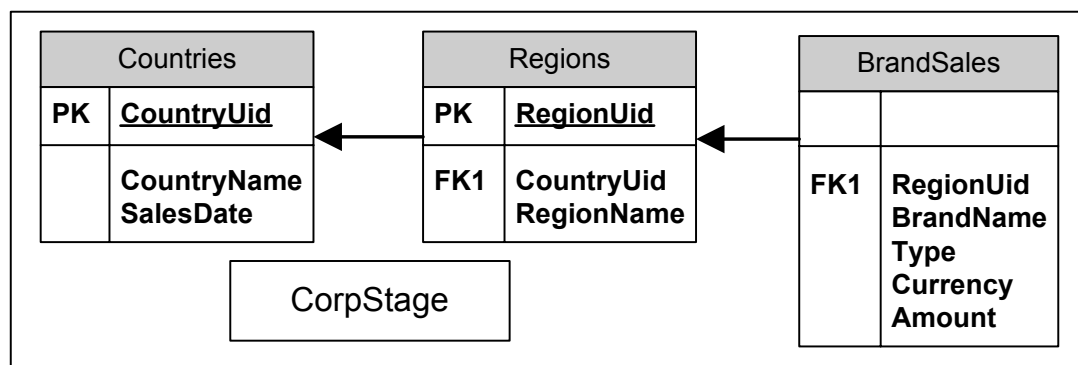 Countries
PK CountryUid
CountryName
SalesDate
Regions
PK RegionUid
FK1 CountryUid
RegionName
BrandSales
FK1 RegionUid
BrandName
Type
Currency
Amount
CorpStage